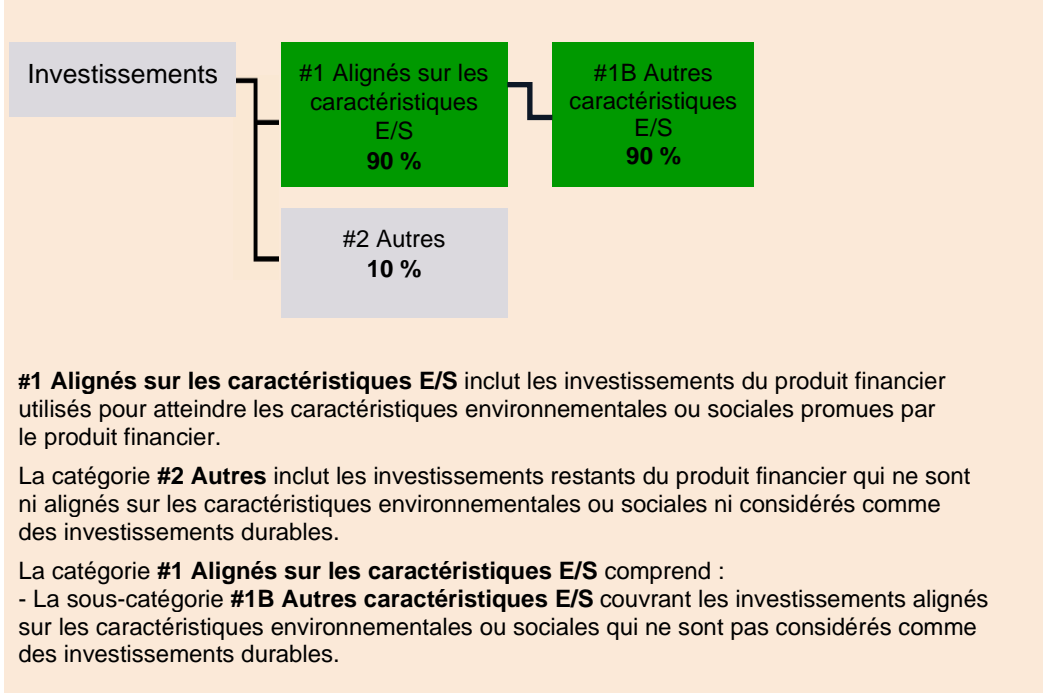 Investissements
#1 Alignés sur les
caractéristiques
E/S
90 %
#1B Autres
caractéristiques
E/S
90 %
#2 Autres
10 %
#1 Alignés sur les caractéristiques E/S inclut les investissements du produit financier
utilisés pour atteindre les caractéristiques environnementales ou sociales promues par
le produit financier.
La catégorie #2 Autres inclut les investissements restants du produit financier qui ne sont
ni alignés sur les caractéristiques environnementales ou sociales ni considérés comme
des investissements durables.
La catégorie #1 Alignés sur les caractéristiques E/S comprend :
- La sous-catégorie #1B Autres caractéristiques E/S couvrant les investissements alignés
sur les caractéristiques environnementales ou sociales qui ne sont pas considérés comme
des investissements durables.